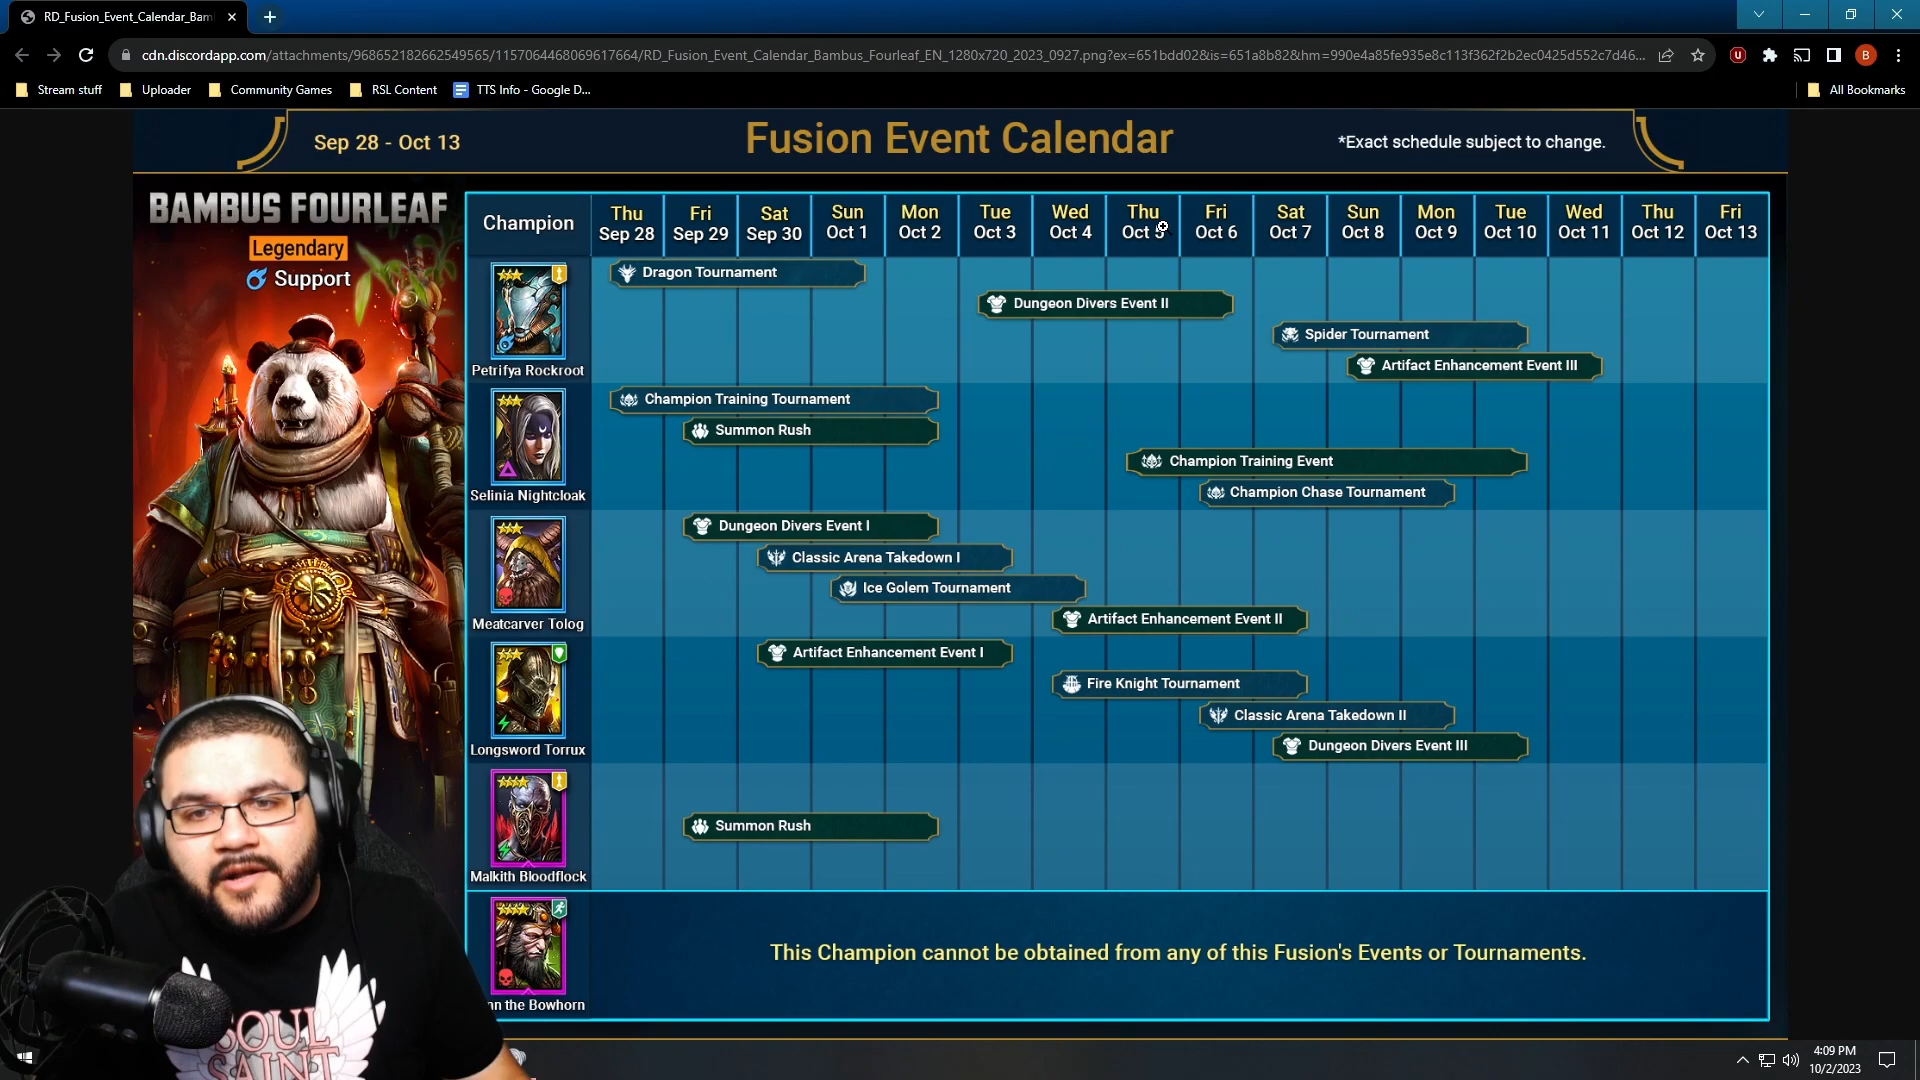 RD_Fusion_Event_Calendar_Bam
cdn.discordapp.com/attachments/968652182662549565/1157064468069617664/RD_Fusion_Event_Calendar_Bambus_Fourleaf_EN_1280x720_2023_0927.png?ex=651bdd02&is=651a8b82&hm=990e4a85fe935e8c113f362f2b2ec0425d552c7d46...
Stream stuff Uploader Community Games RSL Content TTS Info - Google D... All Bookmarks
Sep 28 - Oct 13 Fusion Event Calendar *Exact schedule subject to change.
BAMBUS FOURLEAF
Legendary
Support
Champion
Thu Sep 28
Fri Sep 29
Sat Sep 30
Sun Oct 1
Mon Oct 2
Tue Oct 3
Wed Oct 4
Thu Oct 5
Fri Oct 6
Sat Oct 7
Sun Oct 8
Mon Oct 9
Tue Oct 10
Wed Oct 11
Thu Oct 12
Fri Oct 13
Dragon Tournament
Dungeon Divers Event II
Spider Tournament
Artifact Enhancement Event III
Petrifya Rockroot
Champion Training Tournament
Summon Rush
Champion Training Event
Champion Chase Tournament
Selinia Nightcloak
Dungeon Divers Event I
Classic Arena Takedown I
Ice Golem Tournament
Artifact Enhancement Event II
Meatcarver Tolog
Artifact Enhancement Event I
Fire Knight Tournament
Classic Arena Takedown II
Dungeon Divers Event III
Longsword Torrux
Summon Rush
Malkith Bloodflock
This Champion cannot be obtained from any of this Fusion's Events or Tournaments.
nn the Bowhorn
SOUL
SAINT
4:09 PM
10/2/2023